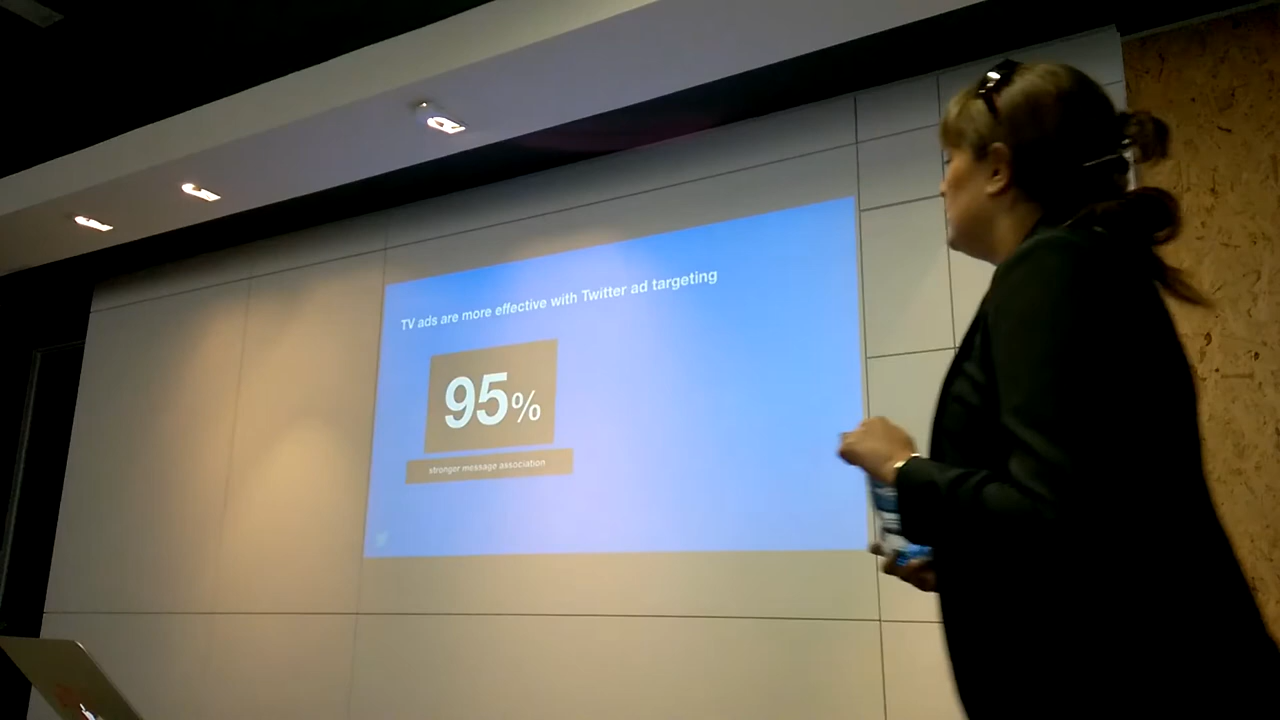 TV ads are more effective with Twitter ad targeting
95%
stronger message association